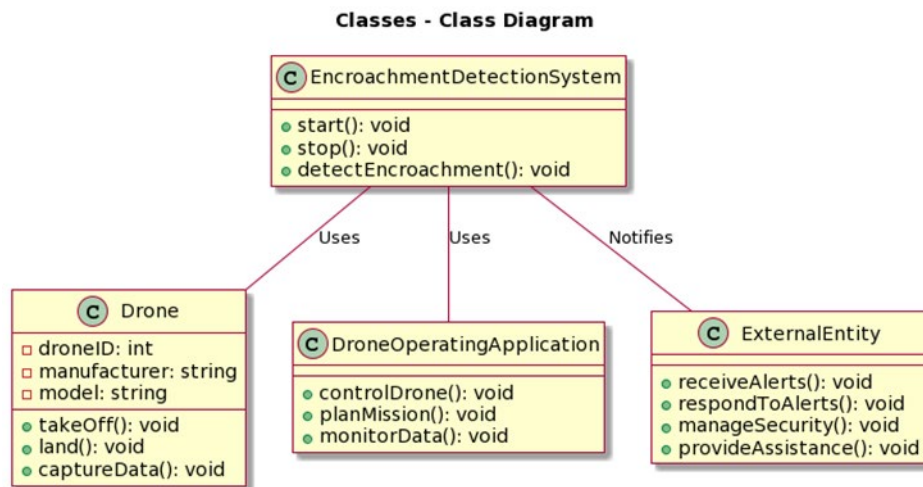 Classes - Class Diagram
C EncroachmentDetectionSystem
start(): void
stop(): void
detectEncroachment(): void
Uses
Uses
Notifies
C Drone
droneID: int
manufacturer: string
model: string
takeOff(): void
land(): void
captureData(): void
C DroneOperatingApplication
controlDrone(): void
planMission(): void
monitorData(): void
C ExternalEntity
receiveAlerts(): void
respondToAlerts(): void
manageSecurity(): void
provideAssistance(): void